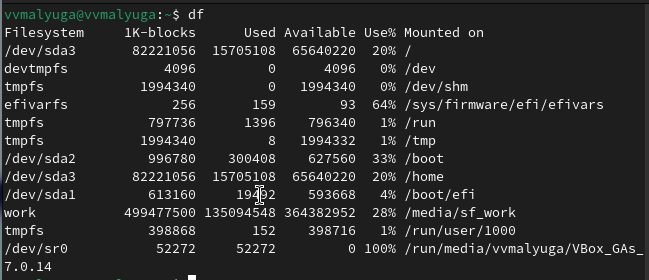 vvmalyuga@vvmalyuga:~$ df
Filesystem     1K-blocks      Used Available Use% Mounted on
/dev/sda3       82221056  15705108  65640220  20% /
devtmpfs            4096         0      4096   0% /dev
tmpfs            1994340         0   1994340   0% /dev/shm
efivarfs             256       159        93  64% /sys/firmware/efi/efivars
tmpfs             797736      1396    796340   1% /run
tmpfs            1994340         8   1994332   1% /tmp
/dev/sda2         996780    300408    627560  33% /boot
/dev/sda3       82221056  15705108  65640220  20% /home
/dev/sda1         613160     19492    593668   4% /boot/efi
work           499477500 135094548 364382952  28% /media/sf_work
tmpfs             398868       152    398716   1% /run/user/1000
/dev/sr0           52272     52272         0 100% /run/media/vvmalyuga/VBox_GAs_
7.0.14